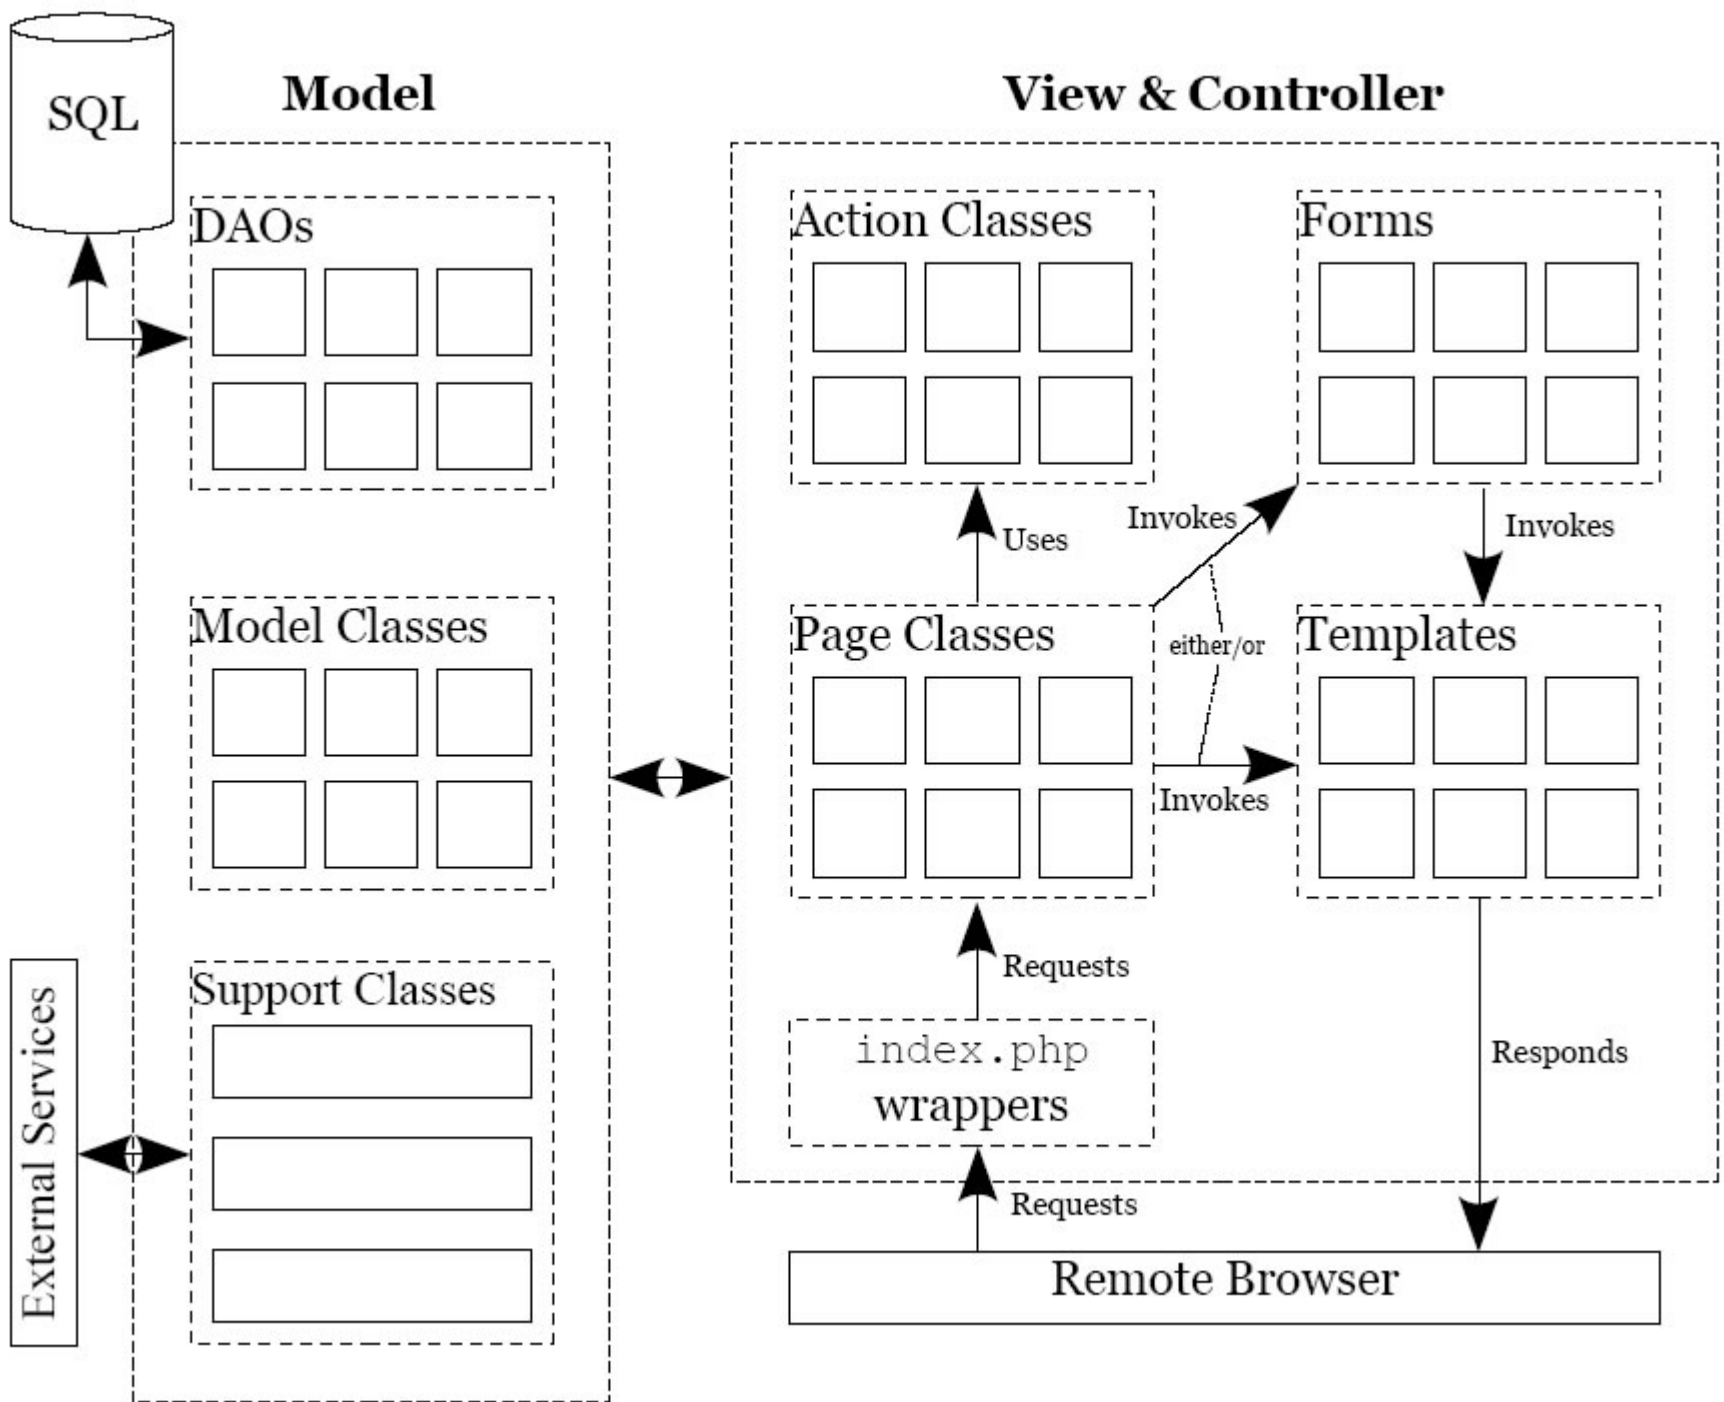 SQL
Model
View & Controller
DAOs
Action Classes
Forms
Invokes
Uses
Invokes
Model Classes
Page Classes
either/or
Templates
Invokes
Requests
Support Classes
External Services
index.php
wrappers
Responds
Requests
Remote Browser